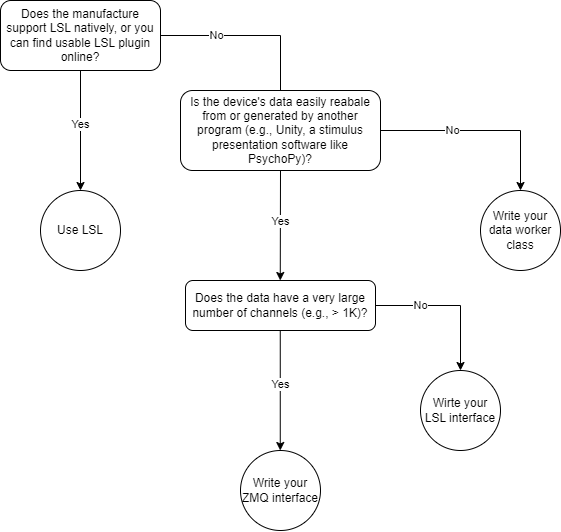 Does the manufacture
support LSL natively, or you
can find usable LSL plugin
online?
No
Is the device's data easily reabale
from or generated by another
program (e.g., Unity, a stimulus
presentation software like
PsychoPy)?
Yes
No
Use LSL
Yes
Write your
data worker
class
Does the data have a very large
number of channels (e.g., > 1K)?
No
Yes
Wirte your
LSL interface
Write your
ZMQ interface